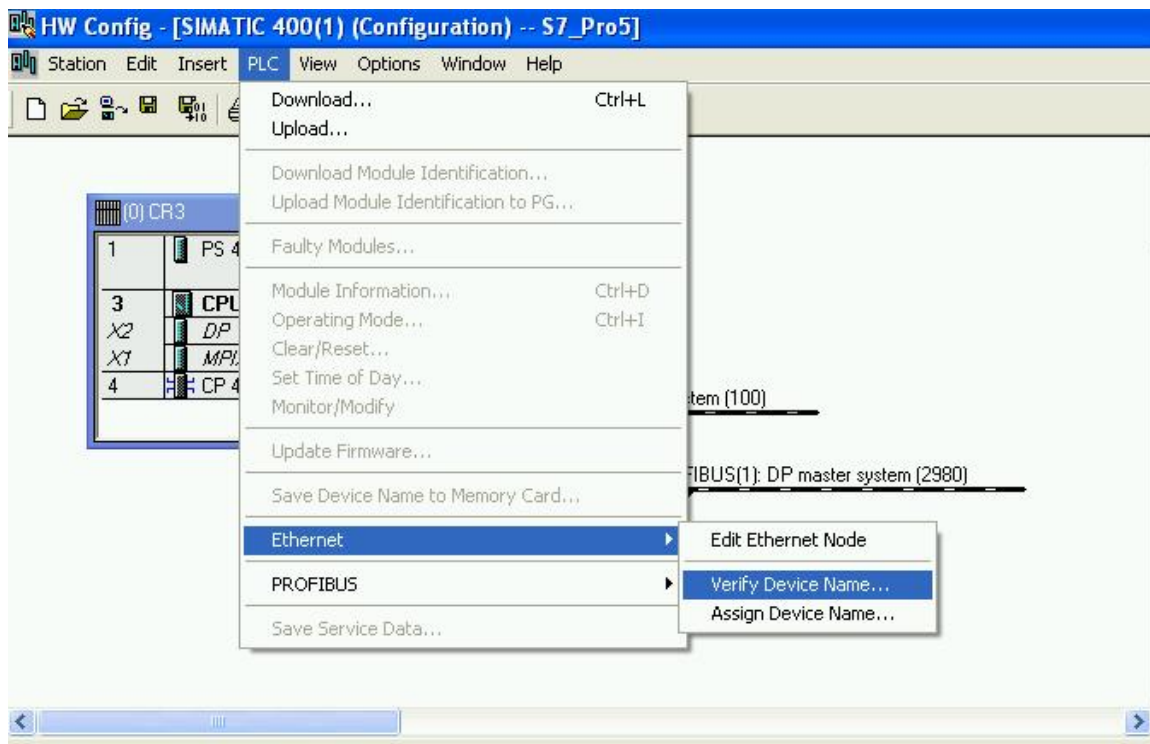 HW Config - [SIMATIC 400(1) (Configuration) -- S7_Pro5]
Station Edit Insert PLC View Options Window Help
Download... Ctrl+L
Upload...
Download Module Identification...
Upload Module Identification to PG...
(0) CR3
1 PS 4
Faulty Modules...
3 CPU
Module Information... Ctrl+D
X2 DP
Operating Mode... Ctrl+I
X1 MPI
Clear/Reset...
4 CP 4
Set Time of Day...
tem (100)
Monitor/Modify
Update Firmware...
FIBUS(1): DP master system (2980)
Save Device Name to Memory Card...
Ethernet
Edit Ethernet Node
PROFIBUS
Verify Device Name...
Assign Device Name...
Save Service Data...